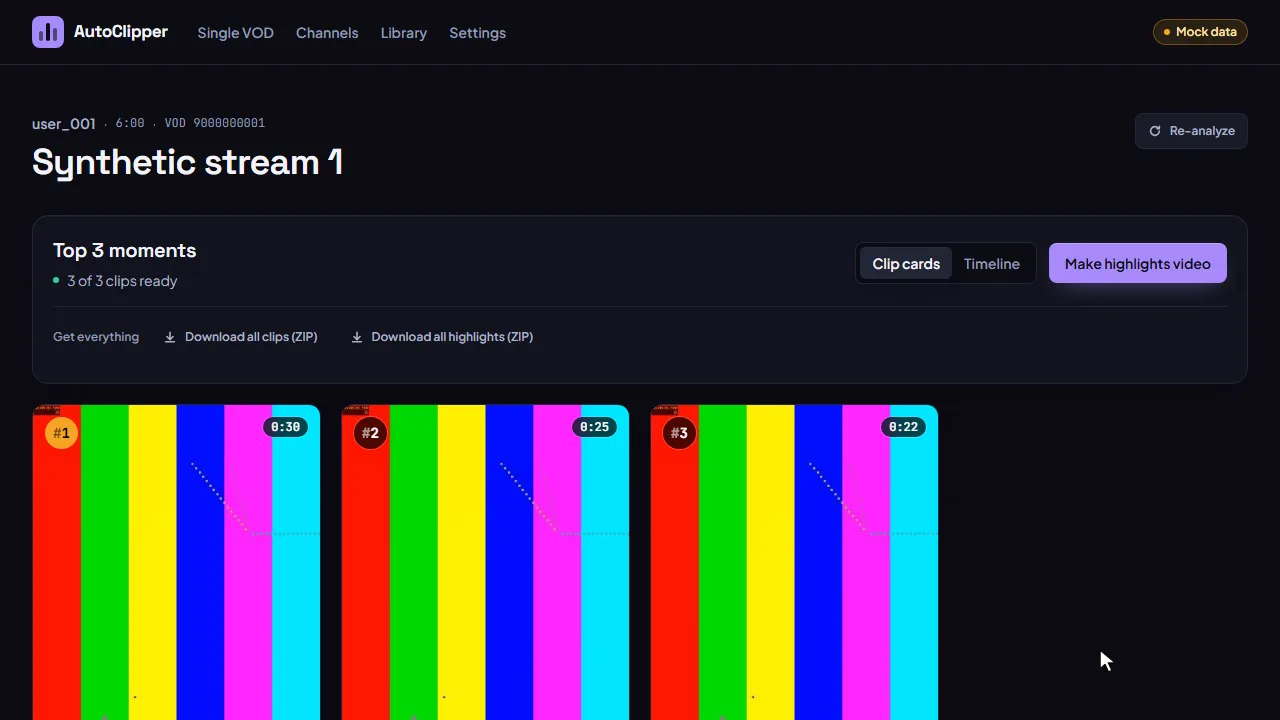 AutoClipper
Single VOD
Channels
Library
Settings
Mock data
user_001 · 6:00 · VOD 9000000001
Re-analyze
Synthetic stream 1
Top 3 moments
3 of 3 clips ready
Clip cards
Timeline
Make highlights video
Get everything
Download all clips (ZIP)
Download all highlights (ZIP)
#1
0:30
#2
0:25
#3
0:22